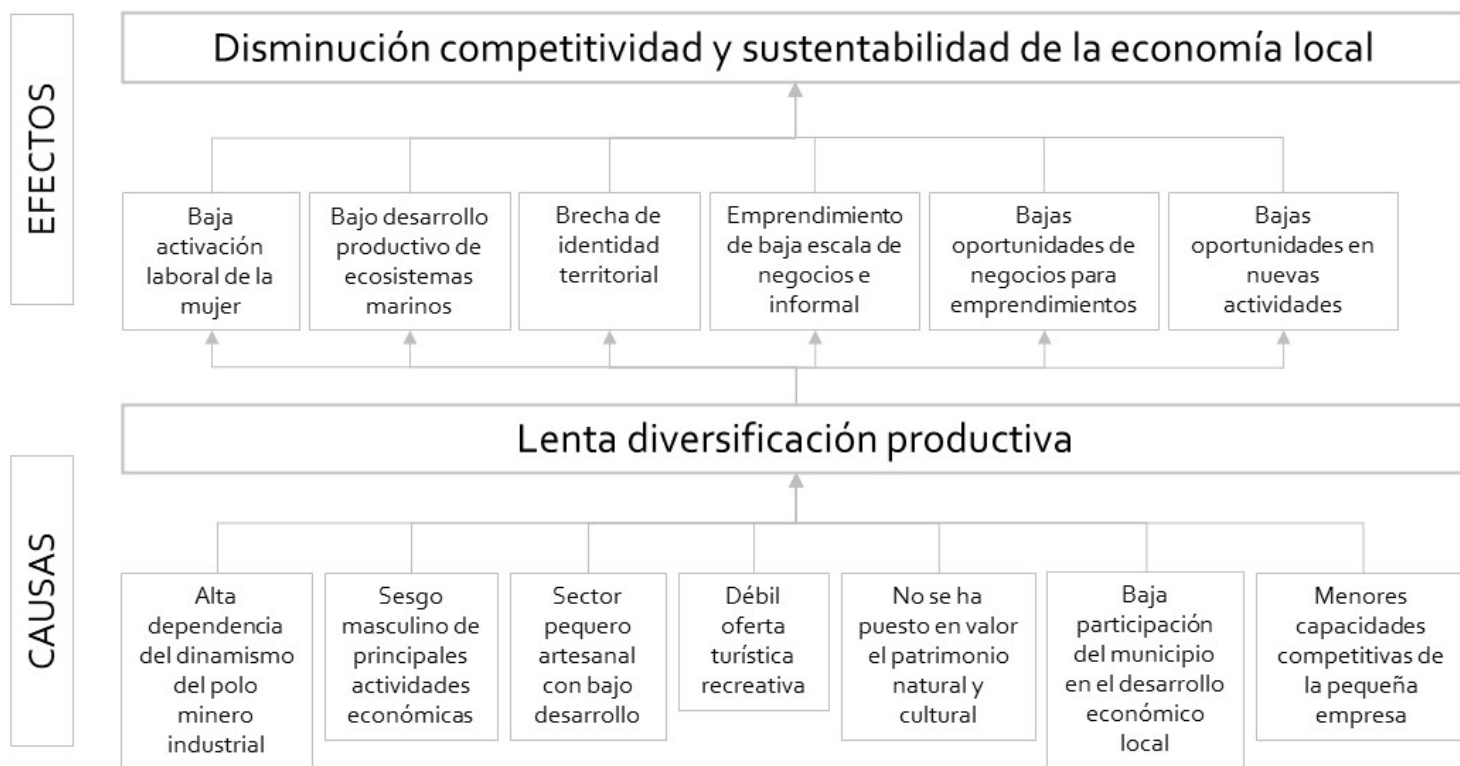 EFECTOS
Disminución competitividad y sustentabilidad de la economía local
Baja
activación
laboral de la
mujer
Bajo desarrollo
productivo de
ecosistemas
marinos
Brecha de
identidad
territorial
Emprendimiento
de baja escala de
negocios e
informal
Bajas
oportunidades de
negocios para
emprendimientos
Bajas
oportunidades en
nuevas
actividades
Lenta diversificación productiva
CAUSAS
Alta
dependencia
del dinamismo
del polo
minero
industrial
Sesgo
masculino de
principales
actividades
económicas
Sector
pequero
artesanal
con bajo
desarrollo
Débil
oferta
turística
recreativa
No se ha
puesto en valor
el patrimonio
natural y
cultural
Baja
participación
del municipio
en el desarrollo
económico
local
Menores
capacidades
competitivas de
la pequeña
empresa